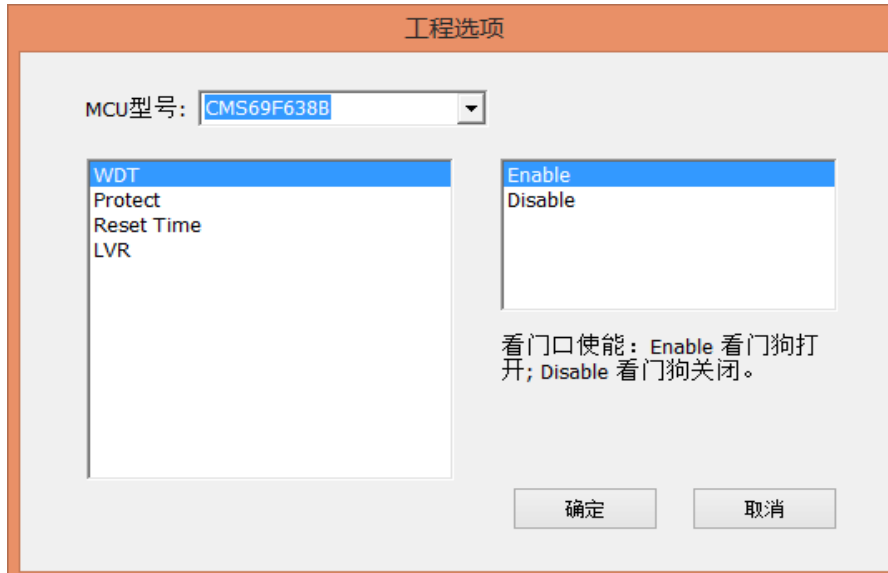 工程选项
MCU型号: CMS69F638B
WDT
Protect
Reset Time
LVR
Enable
Disable
看门口使能: Enable 看门狗打
开; Disable 看门狗关闭。
确定
取消